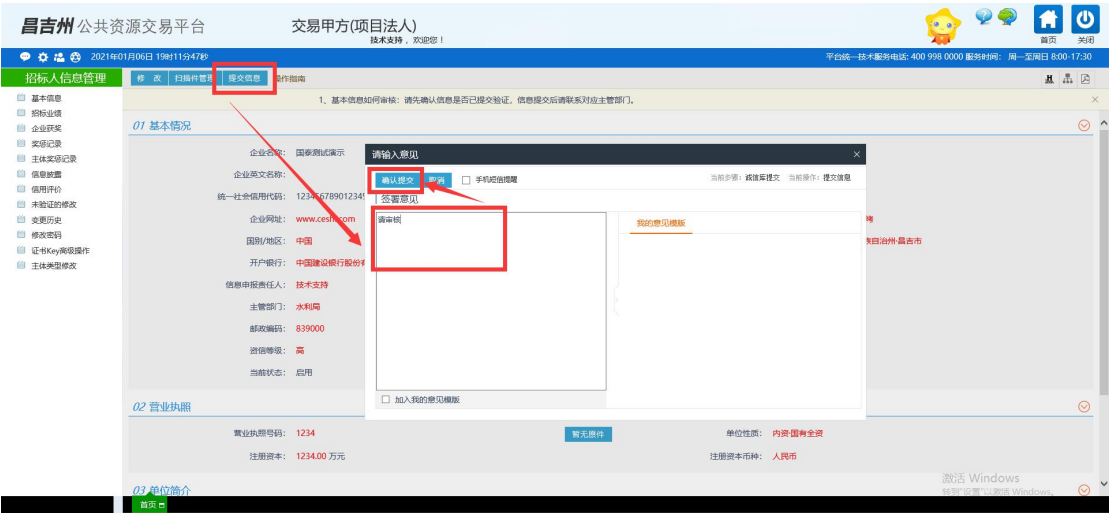 昌吉州 公共资源交易平台
交易甲方(项目法人)
技术支持，欢迎您！
首页 关闭
2021年01月06日 19时11分47秒
平台统一技术服务电话: 400 998 0000 服务时间： 周一至周日 8:00-17:30
招标人信息管理
修 改 扫描件管理 提交信息 操作指南
基本信息
招标业绩
企业获奖
奖惩记录
主体奖惩记录
信息披露
信用评价
未验证的修改
变更历史
修改密码
证书Key高级操作
主体类型修改
1、基本信息如何审核：请先确认信息是否已提交验证，信息提交后请联系对应主管部门。
01 基本情况
企业名称： 国泰测试演示
企业英文名称：
统一社会信用代码： 12345678901234
企业网址： www.ceshi.com
国别/地区： 中国
族自治州·昌吉市
开户银行： 中国建设银行股份有
信息申报责任人： 技术支持
主管部门： 水利局
邮政编码： 839000
资信等级： 高
当前状态： 启用
请输入意见
确认提交 取消 手机短信提醒
当前步骤：诚信库提交 当前操作：提交信息
签署意见
请审核
我的意见模版
加入我的意见模版
02 营业执照
营业执照号码： 1234
暂无原件
单位性质： 内资·国有全资
注册资本： 1234.00 万元
注册资本币种： 人民币
03 单位简介
激活 Windows
转到"设置"以激活 Windows。
首页